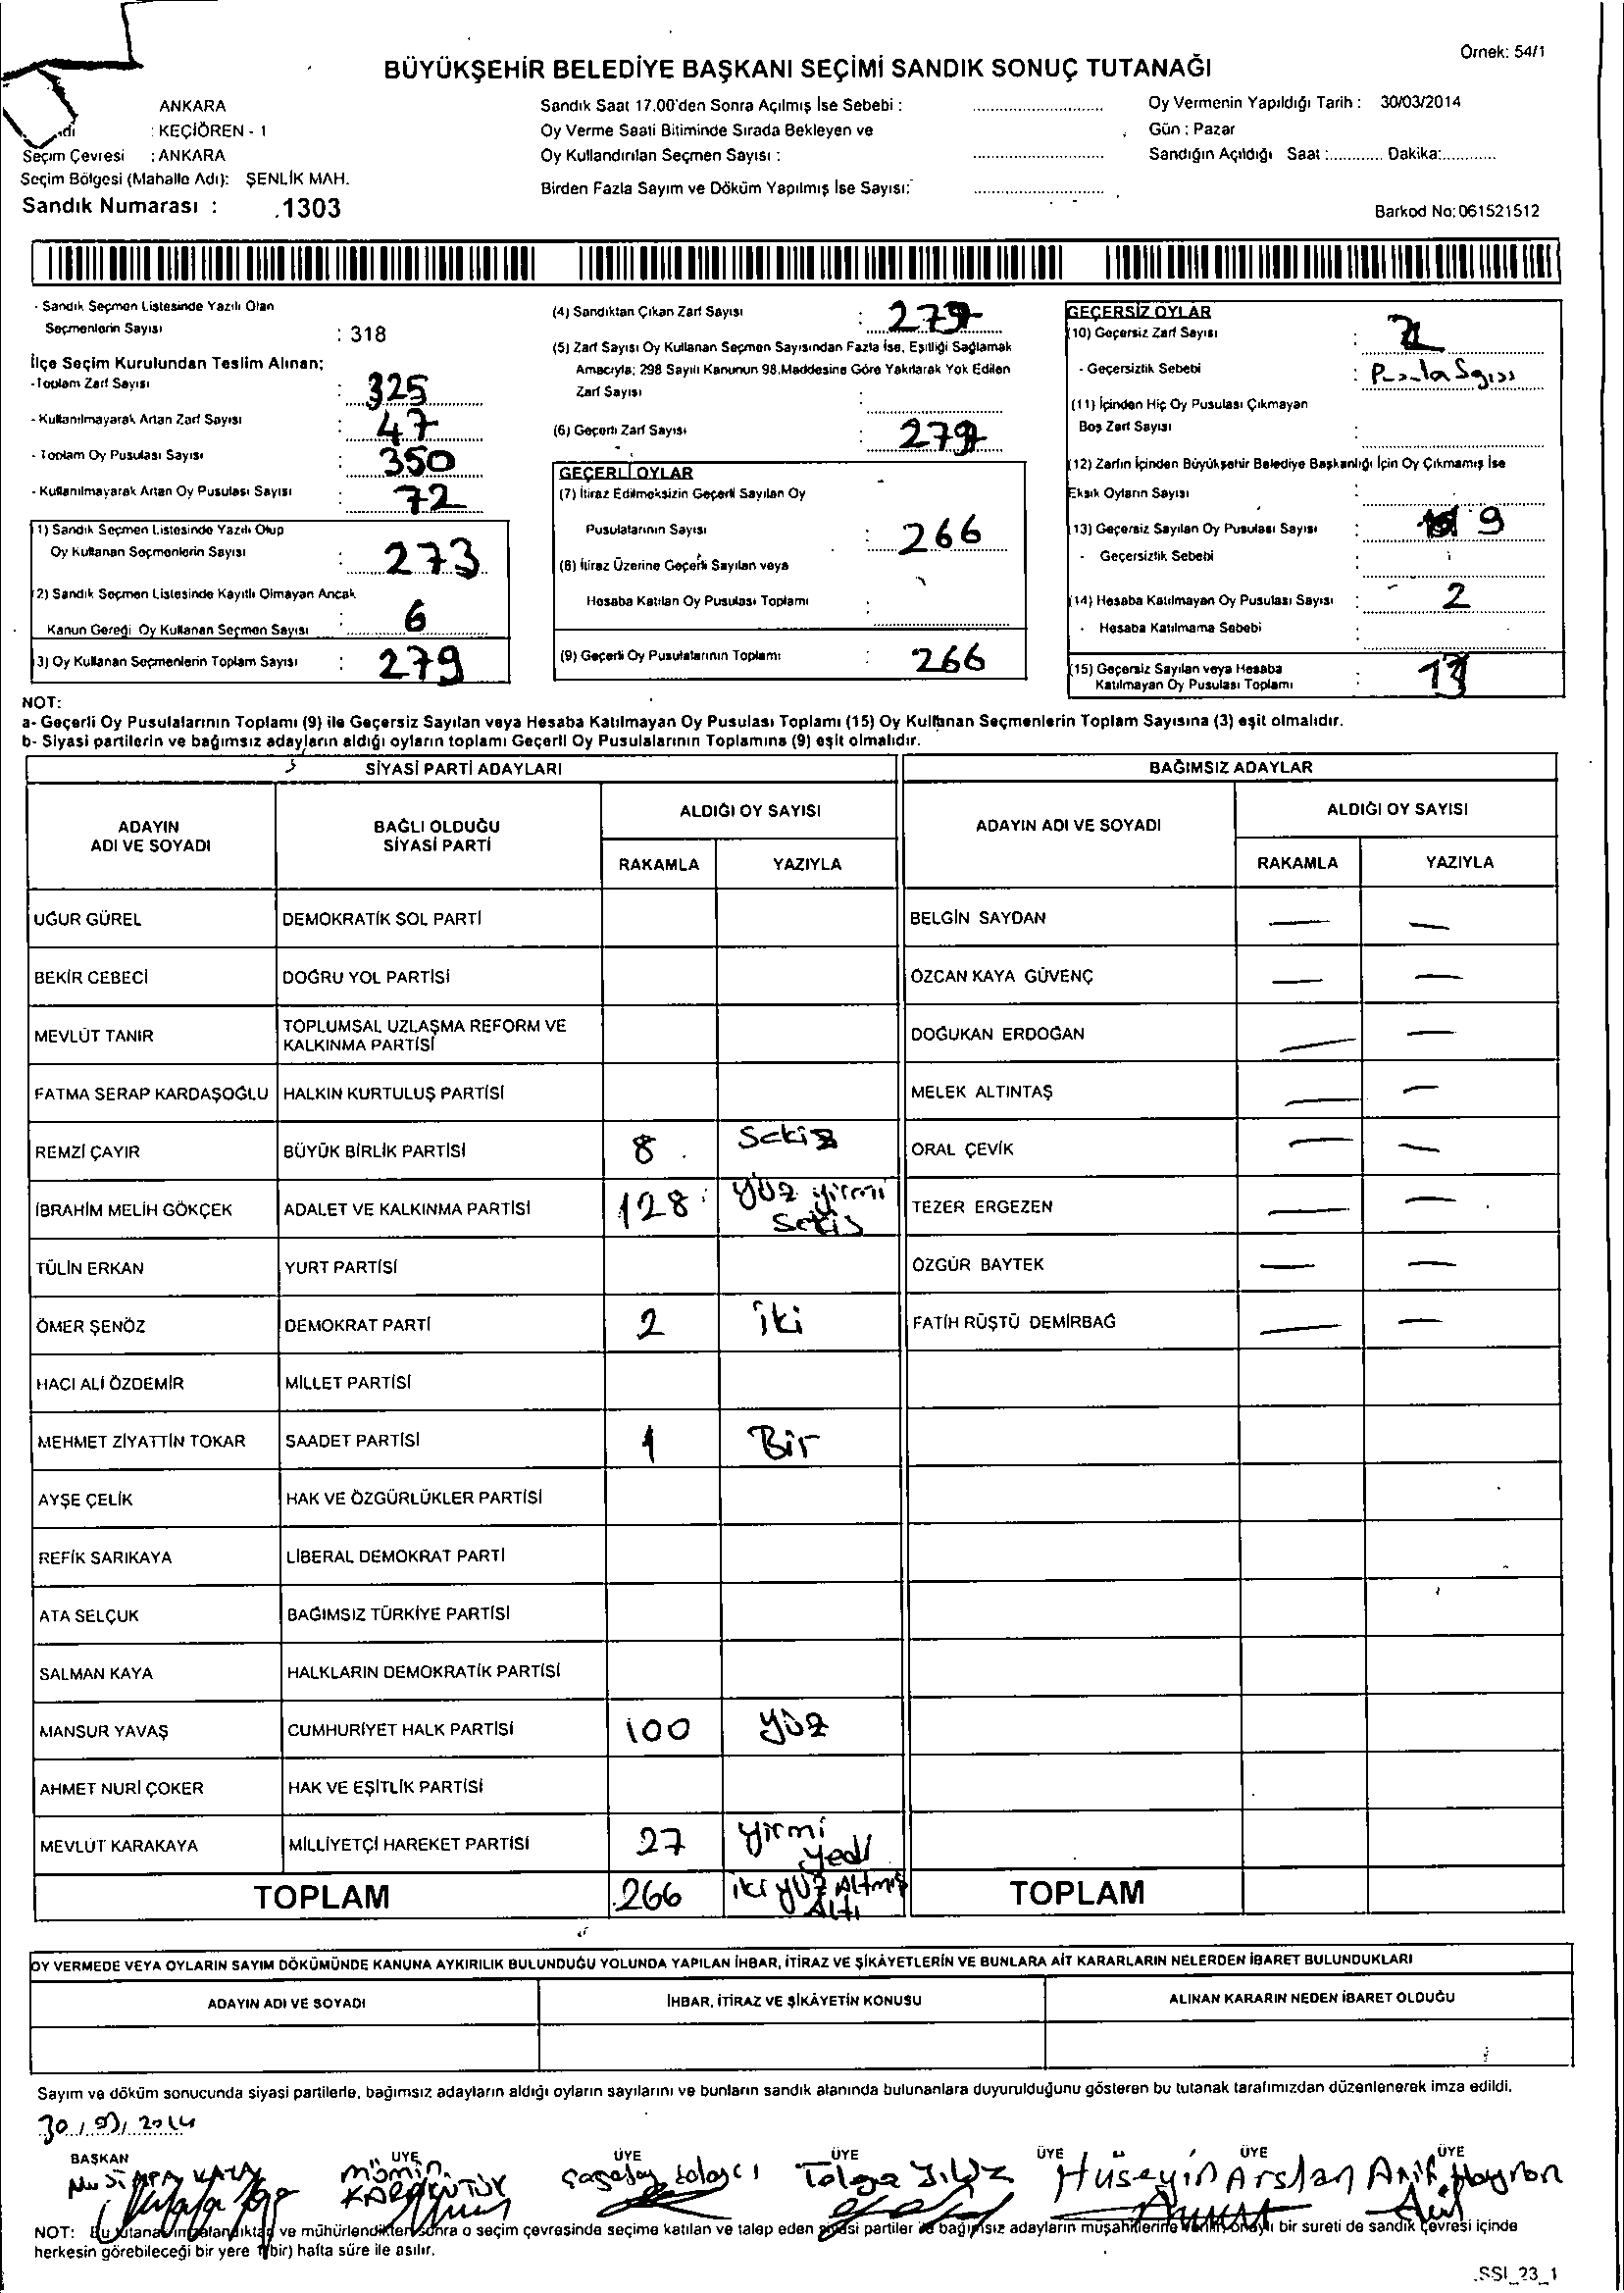 Örnek: 54/1
BÜYÜKŞEHİR BELEDİYE BAŞKANI SEÇİMİ SANDIK SONUÇ TUTANAĞI
ANKARA
: KEÇİÖREN - 1
Seçim Çevresi : ANKARA
Seçim Bölgesi (Mahalle Adı): ŞENLİK MAH.
Sandık Numarası : 1303
Sandık Saat 17.00'den Sonra Açılmış İse Sebebi :
Oy Verme Saati Bitiminde Sırada Bekleyen ve
Oy Kullandırılan Seçmen Sayısı :
Birden Fazla Sayım ve Döküm Yapılmış İse Sayısı:
Oy Vermenin Yapıldığı Tarih : 30/03/2014
Gün : Pazar
Sandığın Açıldığı Saat :............ Dakika:............
Barkod No: 061521512
- Sandık Seçmen Listesinde Yazılı Olan
Seçmenlerin Sayısı : 318
İlçe Seçim Kurulundan Teslim Alınan;
- Toplam Zarf Sayısı : 325
- Kullanılmayarak Artan Zarf Sayısı : 47
- Toplam Oy Pusulası Sayısı : 350
- Kullanılmayarak Artan Oy Pusulası Sayısı : 72
(1) Sandık Seçmen Listesinde Yazılı Olup
Oy Kullanan Seçmenlerin Sayısı : 273
(2) Sandık Seçmen Listesinde Kayıtlı Olmayan Ancak
Kanun Gereği Oy Kullanan Seçmen Sayısı : 6
(3) Oy Kullanan Seçmenlerin Toplam Sayısı : 279
(4) Sandıktan Çıkan Zarf Sayısı : 279
(5) Zarf Sayısı Oy Kullanan Seçmen Sayısından Fazla İse, Eşitliği Sağlamak
Amacıyla; 298 Sayılı Kanunun 98.Maddesine Göre Yakılarak Yok Edilen
Zarf Sayısı :
(6) Geçerli Zarf Sayısı : 279
GEÇERLİ OYLAR
(7) İtiraz Edilmeksizin Geçerli Sayılan Oy
Pusulalarının Sayısı : 266
(8) İtiraz Üzerine Geçerli Sayılan veya
Hesaba Katılan Oy Pusulası Toplamı :
(9) Geçerli Oy Pusulalarının Toplamı : 266
GEÇERSİZ OYLAR
(10) Geçersiz Zarf Sayısı :
- Geçersizlik Sebebi :
(11) İçinden Hiç Oy Pusulası Çıkmayan
Boş Zarf Sayısı :
(12) Zarfın İçinden Büyükşehir Belediye Başkanlığı İçin Oy Çıkmamış İse
Eksik Oyların Sayısı :
(13) Geçersiz Sayılan Oy Pusulası Sayısı : 9
- Geçersizlik Sebebi :
(14) Hesaba Katılmayan Oy Pusulası Sayısı : 2
- Hesaba Katılmama Sebebi :
(15) Geçersiz Sayılan veya Hesaba
Katılmayan Oy Pusulası Toplamı : 13
NOT:
a- Geçerli Oy Pusulalarının Toplamı (9) ile Geçersiz Sayılan veya Hesaba Katılmayan Oy Pusulası Toplamı (15) Oy Kullanan Seçmenlerin Toplam Sayısına (3) eşit olmalıdır.
b- Siyasi partilerin ve bağımsız adayların aldığı oyların toplamı Geçerli Oy Pusulalarının Toplamına (9) eşit olmalıdır.
SİYASİ PARTİ ADAYLARI BAĞIMSIZ ADAYLAR
ADAYIN ADI VE SOYADI BAĞLI OLDUĞU SİYASİ PARTİ ALDIĞI OY SAYISI ADAYIN ADI VE SOYADI ALDIĞI OY SAYISI
RAKAMLA YAZIYLA RAKAMLA YAZIYLA
UĞUR GÜREL DEMOKRATİK SOL PARTİ BELGİN SAYDAN — —
BEKİR CEBECİ DOĞRU YOL PARTİSİ ÖZCAN KAYA GÜVENÇ — —
MEVLÜT TANIR TOPLUMSAL UZLAŞMA REFORM VE KALKINMA PARTİSİ DOĞUKAN ERDOĞAN — —
FATMA SERAP KARDAŞOĞLU HALKIN KURTULUŞ PARTİSİ MELEK ALTINTAŞ — —
REMZİ ÇAYIR BÜYÜK BİRLİK PARTİSİ 8 Sekiz ORAL ÇEVİK — —
İBRAHİM MELİH GÖKÇEK ADALET VE KALKINMA PARTİSİ 128 yüz yirmi sekiz TEZER ERGEZEN — —
TÜLİN ERKAN YURT PARTİSİ ÖZGÜR BAYTEK — —
ÖMER ŞENÖZ DEMOKRAT PARTİ 2 iki FATİH RÜŞTÜ DEMİRBAĞ — —
HACI ALİ ÖZDEMİR MİLLET PARTİSİ
MEHMET ZİYATTİN TOKAR SAADET PARTİSİ 1 Bir
AYŞE ÇELİK HAK VE ÖZGÜRLÜKLER PARTİSİ
REFİK SARIKAYA LİBERAL DEMOKRAT PARTİ
ATA SELÇUK BAĞIMSIZ TÜRKİYE PARTİSİ
SALMAN KAYA HALKLARIN DEMOKRATİK PARTİSİ
MANSUR YAVAŞ CUMHURİYET HALK PARTİSİ 100 yüz
AHMET NURİ ÇOKER HAK VE EŞİTLİK PARTİSİ
MEVLÜT KARAKAYA MİLLİYETÇİ HAREKET PARTİSİ 27 yirmi yedi
TOPLAM 266 iki yüz Altmış Altı TOPLAM
OY VERMEDE VEYA OYLARIN SAYIM DÖKÜMÜNDE KANUNA AYKIRILIK BULUNDUĞU YOLUNDA YAPILAN İHBAR, İTİRAZ VE ŞİKÂYETLERİN VE BUNLARA AİT KARARLARIN NELERDEN İBARET BULUNDUKLARI
ADAYIN ADI VE SOYADI İHBAR, İTİRAZ VE ŞİKÂYETİN KONUSU ALINAN KARARIN NEDEN İBARET OLDUĞU
Sayım ve döküm sonucunda siyasi partilerle, bağımsız adayların aldığı oyların sayılarını ve bunların sandık alanında bulunanlara duyurulduğunu gösteren bu tutanak tarafımızdan düzenlenerek imza edildi.
30/03/2014
BAŞKAN ÜYE ÜYE ÜYE ÜYE ÜYE ÜYE
Tolga Yıldız Hüseyin Arslan
NOT: Bu tutanak imzalandıktan ve mühürlendikten sonra o seçim çevresinde seçime katılan ve talep eden siyasi partiler ile bağımsız adayların müşahitlerine verilir, onaylı bir sureti de sandık çevresi içinde
herkesin görebileceği bir yere 1(bir) hafta süre ile asılır.
SSI_23_1